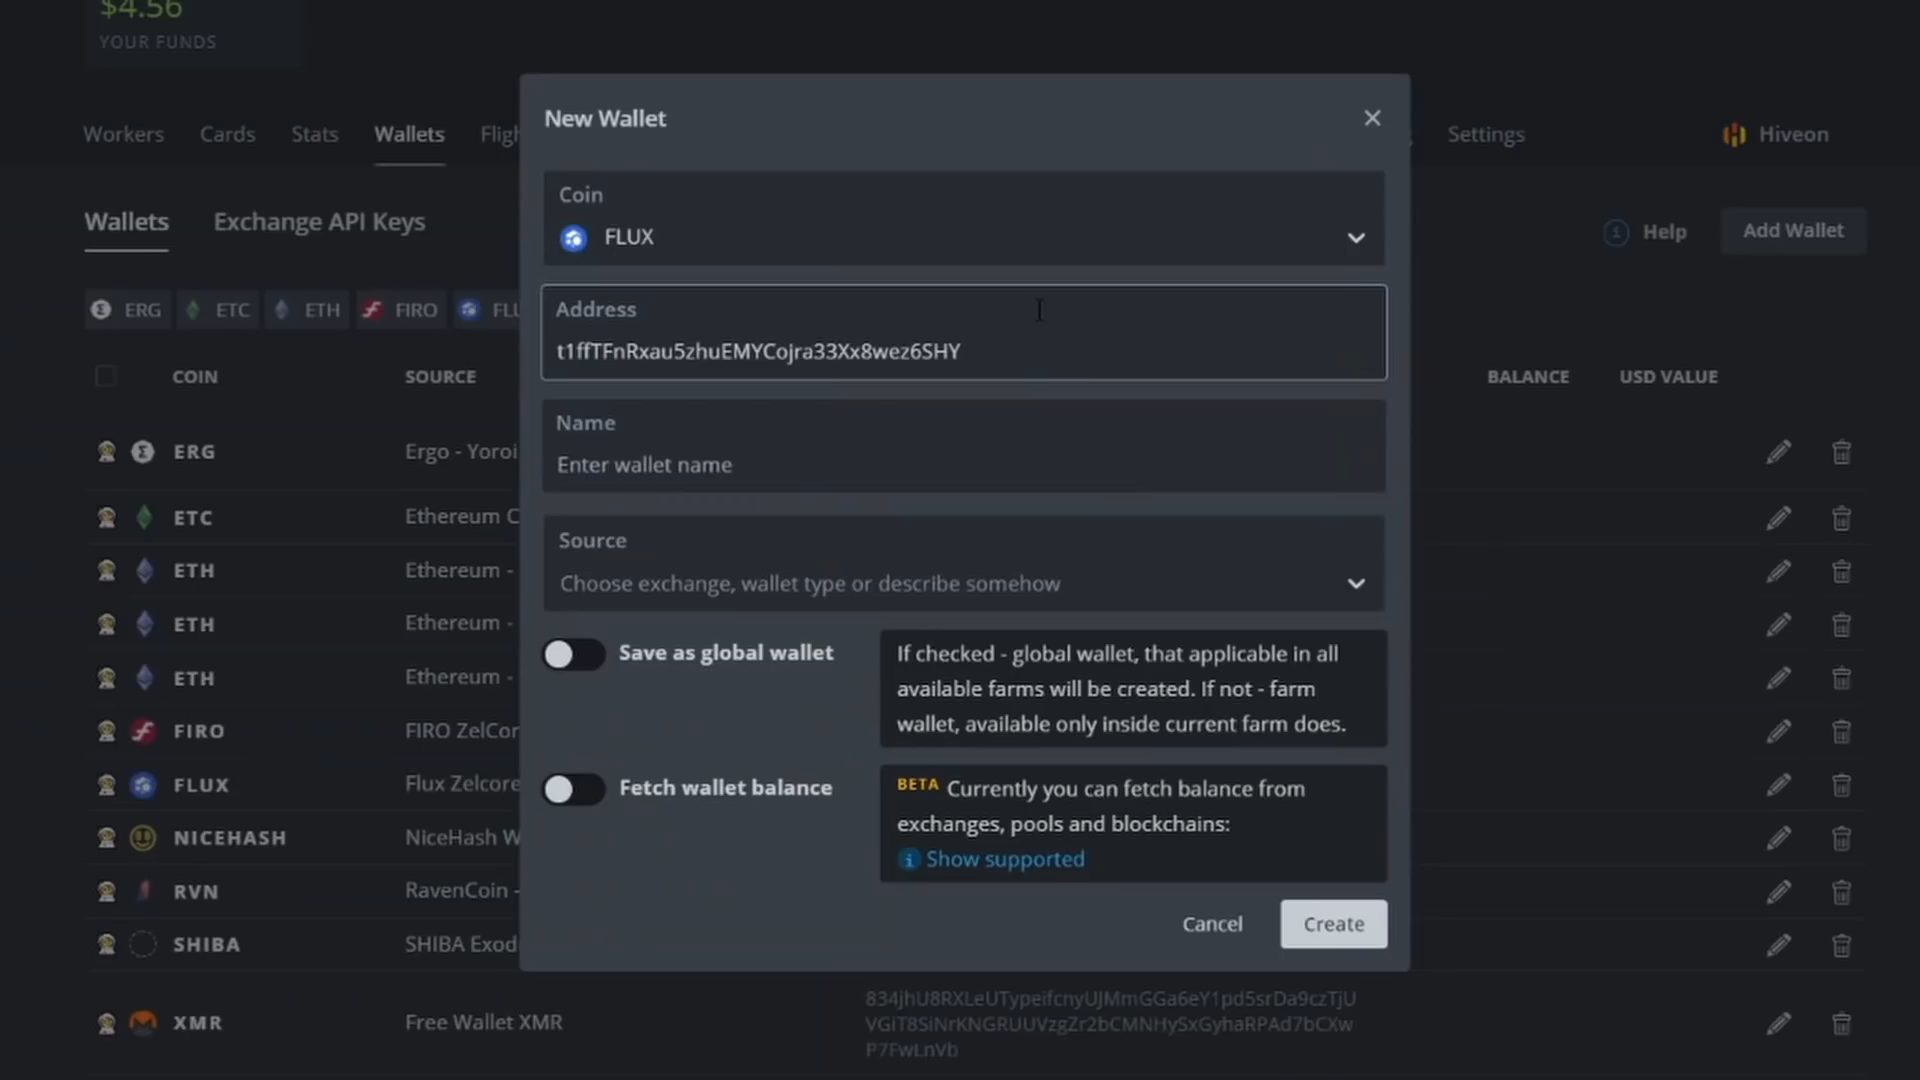 $4.56
YOUR FUNDS
New Wallet
Workers
Cards
Stats
Wallets
Settings
Hiveon
Coin
FLUX
Wallets
Exchange API Keys
Help
Add Wallet
ERG
ETC
ETH
FIRO
Address
t1ffTFnRxau5zhuEMYCojra33Xx8wez6SHY
COIN
SOURCE
BALANCE
USD VALUE
Name
Enter wallet name
ERG
Ergo - Yoroi
ETC
Ethereum C
Source
Choose exchange, wallet type or describe somehow
ETH
Ethereum -
ETH
Ethereum -
ETH
Ethereum -
Save as global wallet
If checked - global wallet, that applicable in all
available farms will be created. If not - farm
wallet, available only inside current farm does.
FIRO
FIRO ZelCor
FLUX
Flux Zelcore
Fetch wallet balance
BETA Currently you can fetch balance from
exchanges, pools and blockchains:
Show supported
NICEHASH
NiceHash W
RVN
RavenCoin -
SHIBA
SHIBA Exod
Cancel
Create
XMR
Free Wallet XMR
834jhU8RXLeUTypeifcnyUJMmGGa6eY1pd5srDa9czTjU
VGiT8SiNrKNGRUUVzgZr2bCMNHySxGyhaRPAd7bCXw
P7FwLnVb